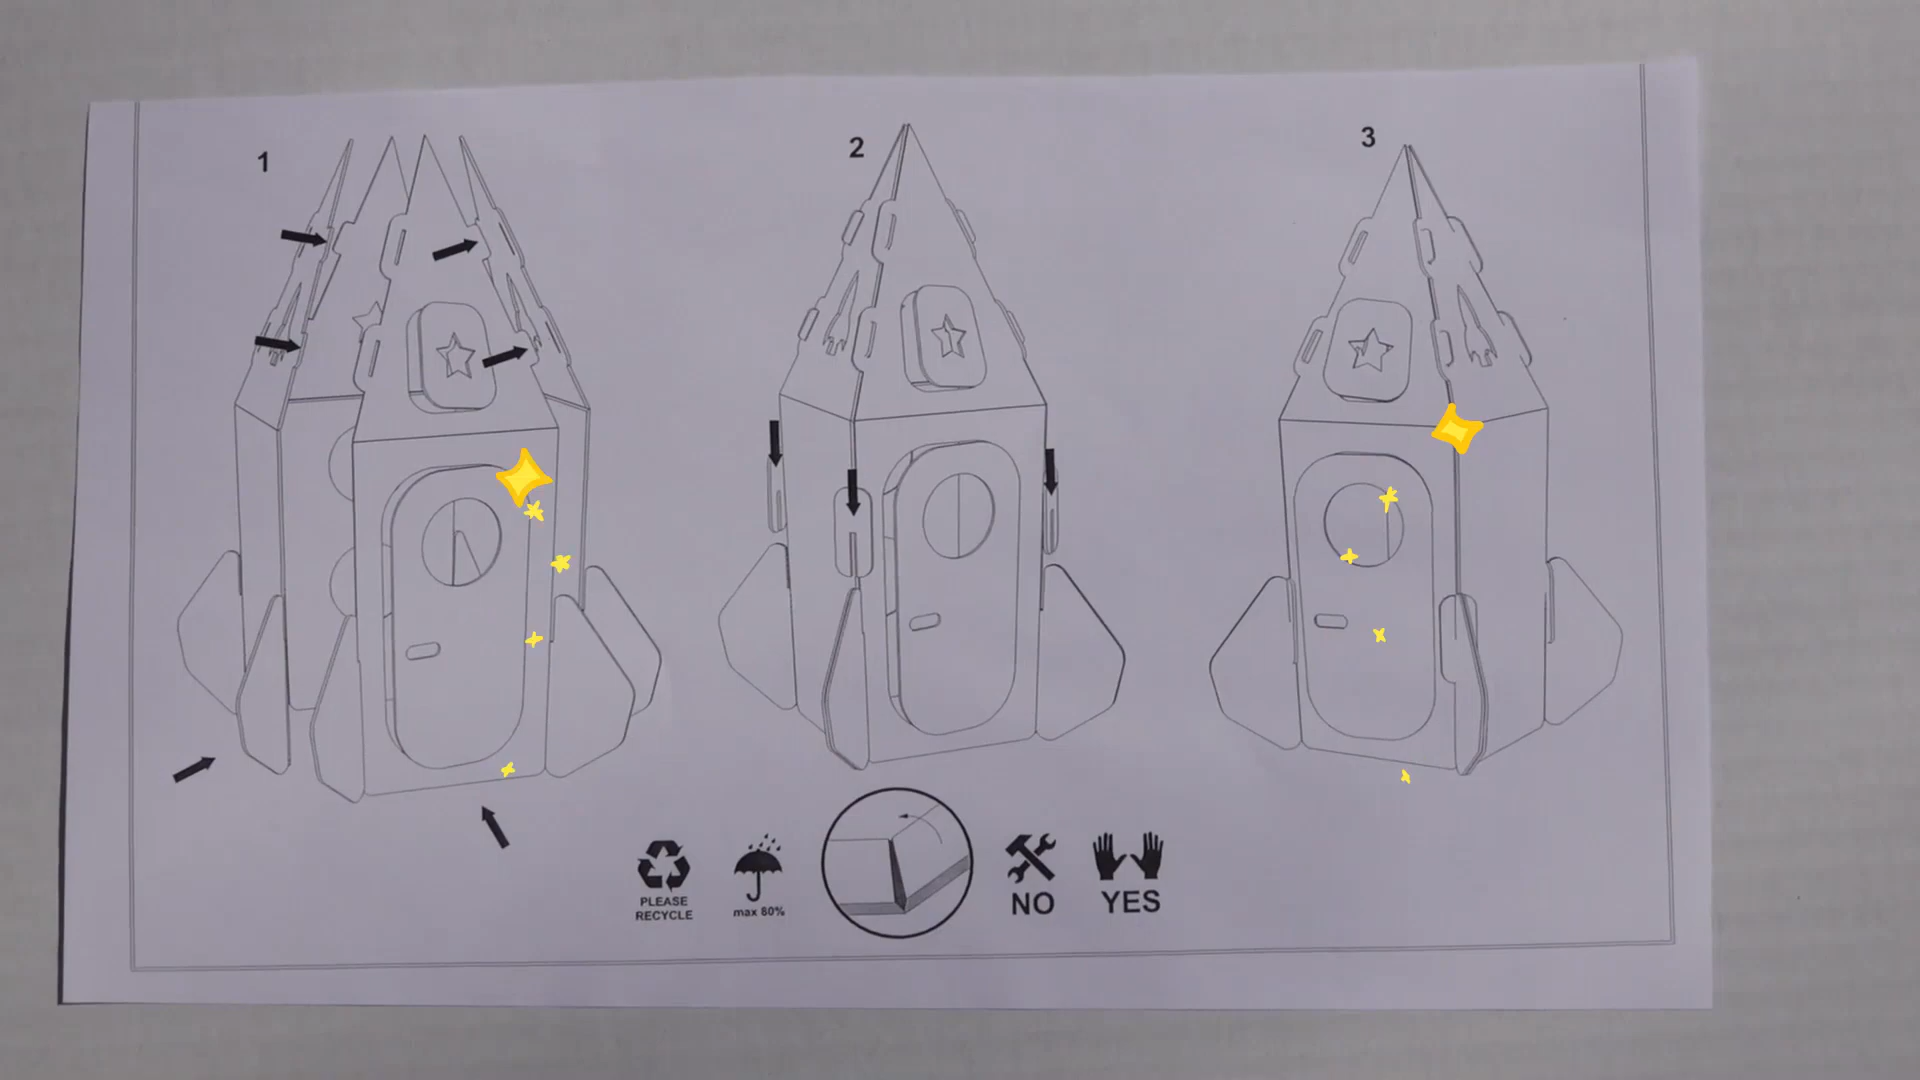 1
2
3
PLEASE
RECYCLE
max 80%
NO
YES